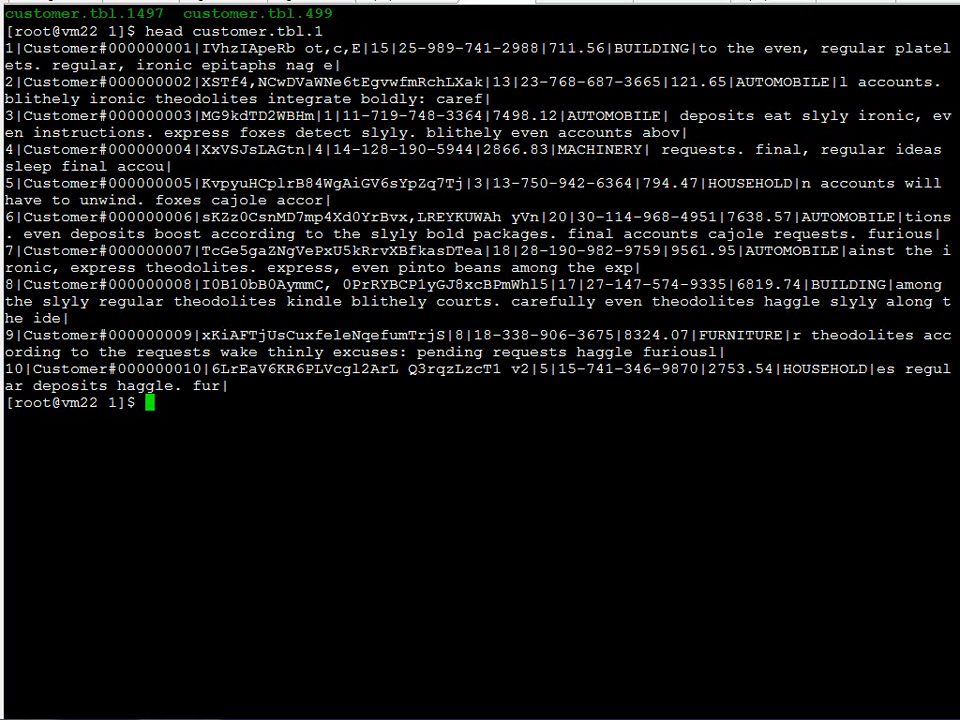 customer.tbl.1497  customer.tbl.499
[root@vm22 1]$ head customer.tbl.1
1|Customer#000000001|IVhzIApeRb ot,c,E|15|25-989-741-2988|711.56|BUILDING|to the even, regular platel
ets. regular, ironic epitaphs nag e|
2|Customer#000000002|XSTf4,NCwDVaWNe6tEgvwfmRchLXak|13|23-768-687-3665|121.65|AUTOMOBILE|l accounts.
blithely ironic theodolites integrate boldly: caref|
3|Customer#000000003|MG9kdTD2WBHm|1|11-719-748-3364|7498.12|AUTOMOBILE| deposits eat slyly ironic, ev
en instructions. express foxes detect slyly. blithely even accounts abov|
4|Customer#000000004|XxVSJsLAGtn|4|14-128-190-5944|2866.83|MACHINERY| requests. final, regular ideas
sleep final accou|
5|Customer#000000005|KvpyuHCplrB84WgAiGV6sYpZq7Tj|3|13-750-942-6364|794.47|HOUSEHOLD|n accounts will
have to unwind. foxes cajole accor|
6|Customer#000000006|sKZz0CsnMD7mp4Xd0YrBvx,LREYKUWAh yVn|20|30-114-968-4951|7638.57|AUTOMOBILE|tions
. even deposits boost according to the slyly bold packages. final accounts cajole requests. furious|
7|Customer#000000007|TcGe5gaZNgVePxU5kRrvXBfkasDTea|18|28-190-982-9759|9561.95|AUTOMOBILE|ainst the i
ronic, express theodolites. express, even pinto beans among the exp|
8|Customer#000000008|I0B10bB0AymmC, 0PrRYBCP1yGJ8xcBPmWhl5|17|27-147-574-9335|6819.74|BUILDING|among
the slyly regular theodolites kindle blithely courts. carefully even theodolites haggle slyly along t
he ide|
9|Customer#000000009|xKiAFTjUsCuxfeleNqefumTrjS|8|18-338-906-3675|8324.07|FURNITURE|r theodolites acc
ording to the requests wake thinly excuses: pending requests haggle furiousl|
10|Customer#000000010|6LrEaV6KR6PLVcgl2ArL Q3rqzLzcT1 v2|5|15-741-346-9870|2753.54|HOUSEHOLD|es regul
ar deposits haggle. fur|
[root@vm22 1]$